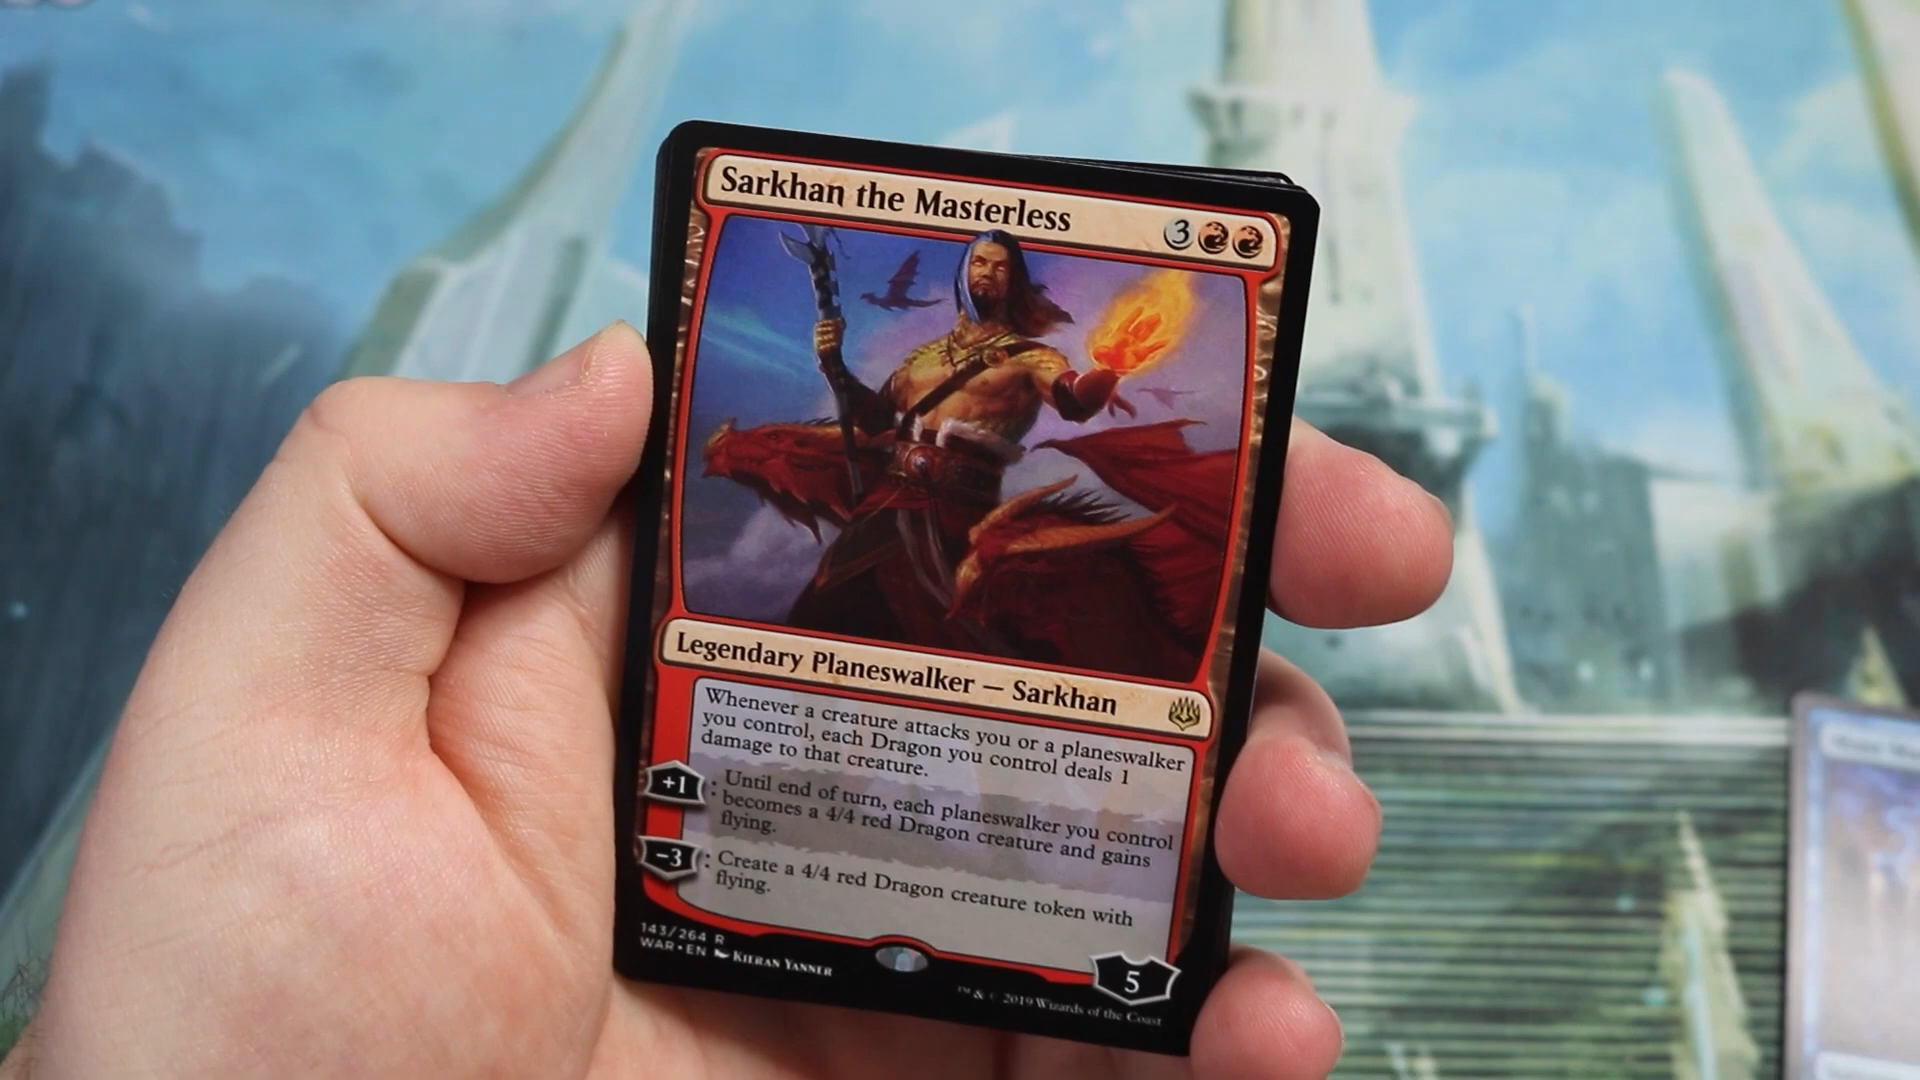 Sarkhan the Masterless
3
Legendary Planeswalker — Sarkhan
Whenever a creature attacks you or a planeswalker
you control, each Dragon you control deals 1
damage to that creature.
+1 : Until end of turn, each planeswalker you control
becomes a 4/4 red Dragon creature and gains
flying.
−3 : Create a 4/4 red Dragon creature token with
flying.
5
143/264 R
WAR • EN Kieran Yanner
™ & © 2019 Wizards of the Coast